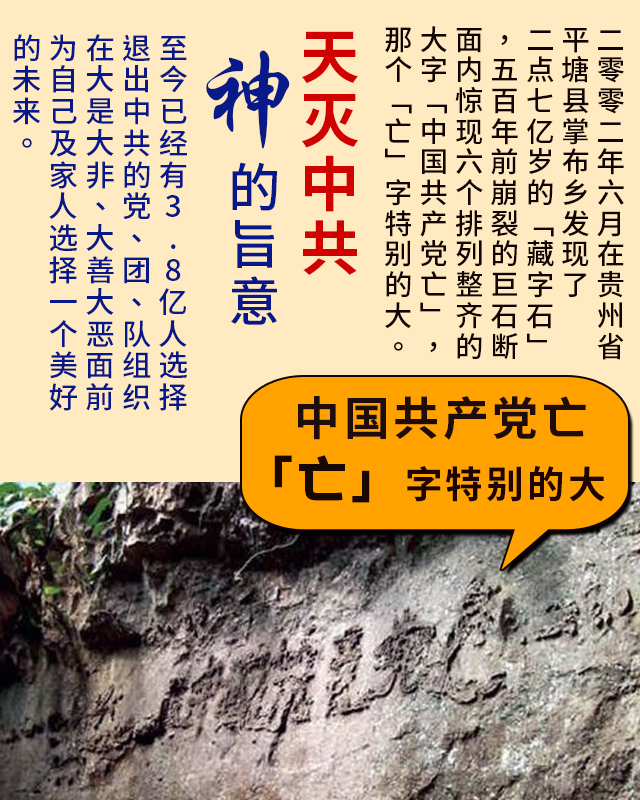 二零零二年六月在贵州省
平塘县掌布乡发现了
二点七亿岁的「藏字石」
，五百年前崩裂的巨石断
面内惊现六个排列整齐的
大字「中国共产党亡」，
那个「亡」字特别的大。
天灭中共
神的旨意
至今已经有3.8亿人选择
退出中共的党、团、队组织
在大是大非、大善大恶面前
为自己及家人选择一个美好
的未来。
中国共产党亡
「亡」字特别的大